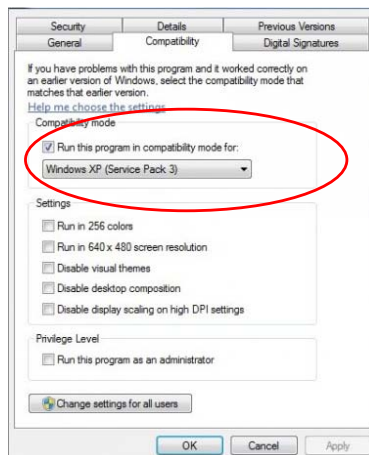 Security Details Previous Versions
General Compatibility Digital Signatures
If you have problems with this program and it worked correctly on
an earlier version of Windows, select the compatibility mode that
matches that earlier version.
Help me choose the settings
Compatibility mode
Run this program in compatibility mode for:
Windows XP (Service Pack 3)
Settings
Run in 256 colors
Run in 640 x 480 screen resolution
Disable visual themes
Disable desktop composition
Disable display scaling on high DPI settings
Privilege Level
Run this program as an administrator
Change settings for all users
OK Cancel Apply